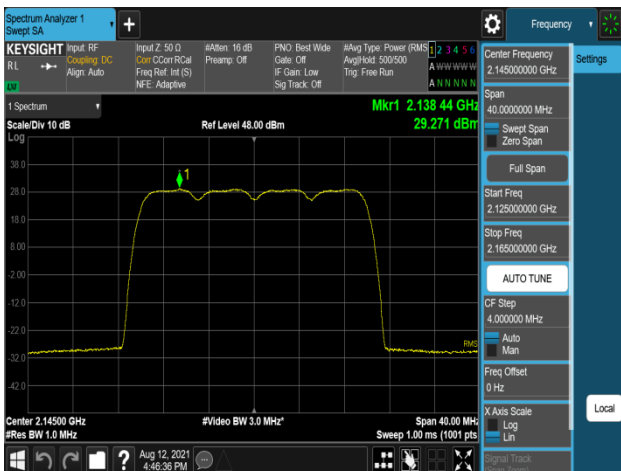 Spectrum Analyzer 1
Swept SA
Frequency
KEYSIGHT
RL
Input: RF
Coupling: DC
Align: Auto
Input Z: 50 Ω
Corr CCorr RCal
Freq Ref: Int (S)
NFE: Adaptive
#Atten: 16 dB
Preamp: Off
PNO: Best Wide
Gate: Off
IF Gain: Low
Sig Track: Off
#Avg Type: Power (RMS
Avg|Hold: 500/500
Trig: Free Run
1 2 3 4 5 6
A W W W W W
A N N N N N
LW
1 Spectrum
Scale/Div 10 dB
Log
Ref Level 48.00 dBm
Mkr1 2.138 44 GHz
29.271 dBm
1
38.0
28.0
18.0
8.00
-2.00
-12.0
-22.0
-32.0
-42.0
RMS
Center 2.14500 GHz
#Res BW 1.0 MHz
#Video BW 3.0 MHz*
Span 40.00 MHz
Sweep 1.00 ms (1001 pts
Aug 12, 2021
4:46:36 PM
Center Frequency
2.145000000 GHz
Settings
Span
40.0000000 MHz
Swept Span
Zero Span
Full Span
Start Freq
2.125000000 GHz
Stop Freq
2.165000000 GHz
AUTO TUNE
CF Step
4.000000 MHz
Auto
Man
Freq Offset
0 Hz
X Axis Scale
Log
Lin
Local
Signal Track